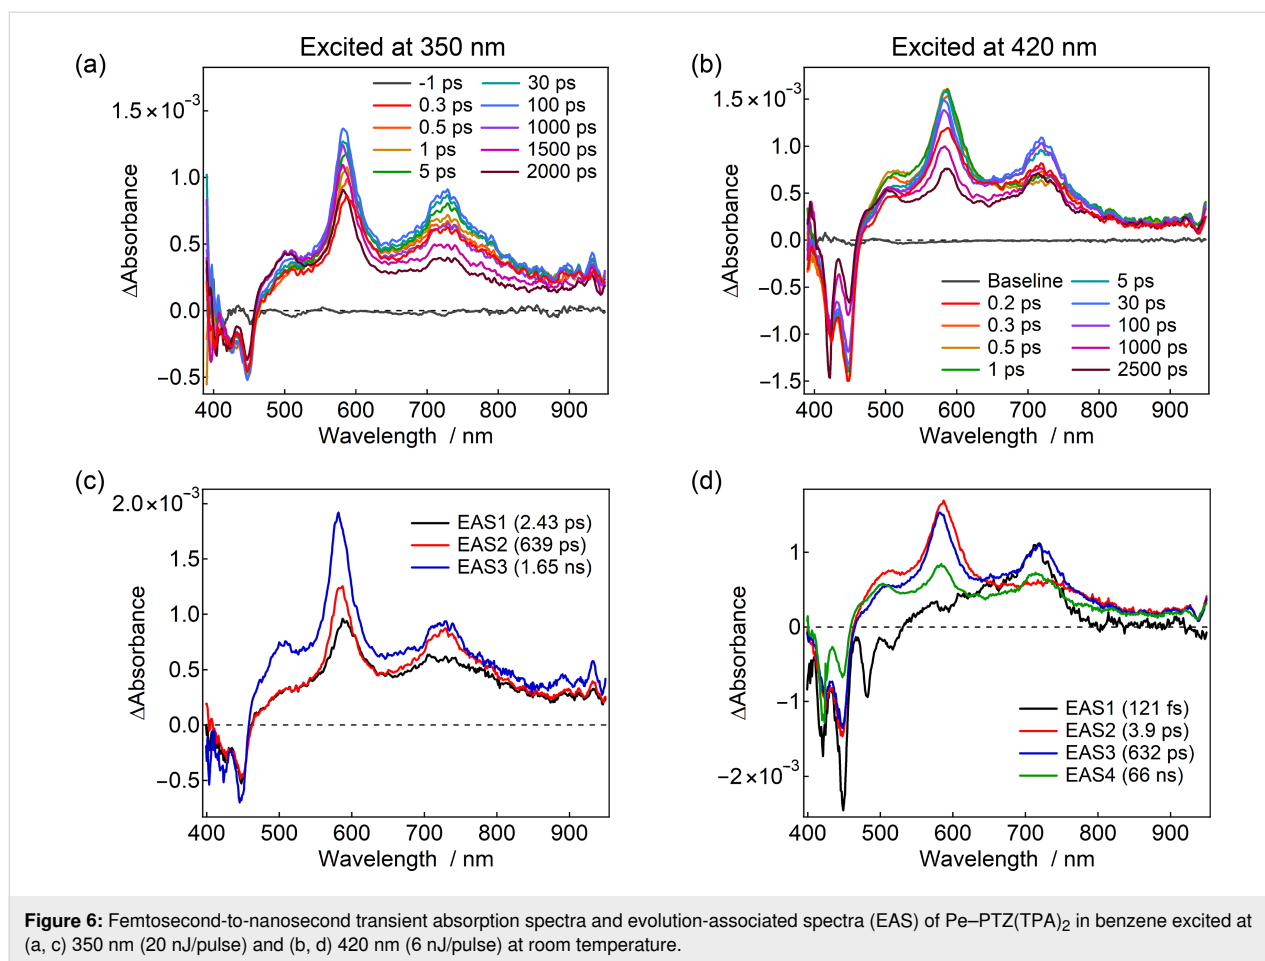 Excited at 350 nm
Excited at 420 nm
(a)
1.5×10⁻³
1.0
0.5
0.0
−0.5
ΔAbsorbance
-1 ps
0.3 ps
0.5 ps
1 ps
5 ps
30 ps
100 ps
1000 ps
1500 ps
2000 ps
400 500 600 700 800 900
Wavelength / nm
(b)
1.5×10⁻³
1.0
0.5
0.0
−0.5
−1.0
−1.5
ΔAbsorbance
Baseline
0.2 ps
0.3 ps
0.5 ps
1 ps
5 ps
30 ps
100 ps
1000 ps
2500 ps
400 500 600 700 800 900
Wavelength / nm
(c)
2.0×10⁻³
1.5
1.0
0.5
0.0
−0.5
ΔAbsorbance
EAS1 (2.43 ps)
EAS2 (639 ps)
EAS3 (1.65 ns)
400 500 600 700 800 900
Wavelength / nm
(d)
1
0
−1
−2×10⁻³
ΔAbsorbance
EAS1 (121 fs)
EAS2 (3.9 ps)
EAS3 (632 ps)
EAS4 (66 ns)
400 500 600 700 800 900
Wavelength / nm
Figure 6: Femtosecond-to-nanosecond transient absorption spectra and evolution-associated spectra (EAS) of Pe–PTZ(TPA)₂ in benzene excited at
(a, c) 350 nm (20 nJ/pulse) and (b, d) 420 nm (6 nJ/pulse) at room temperature.